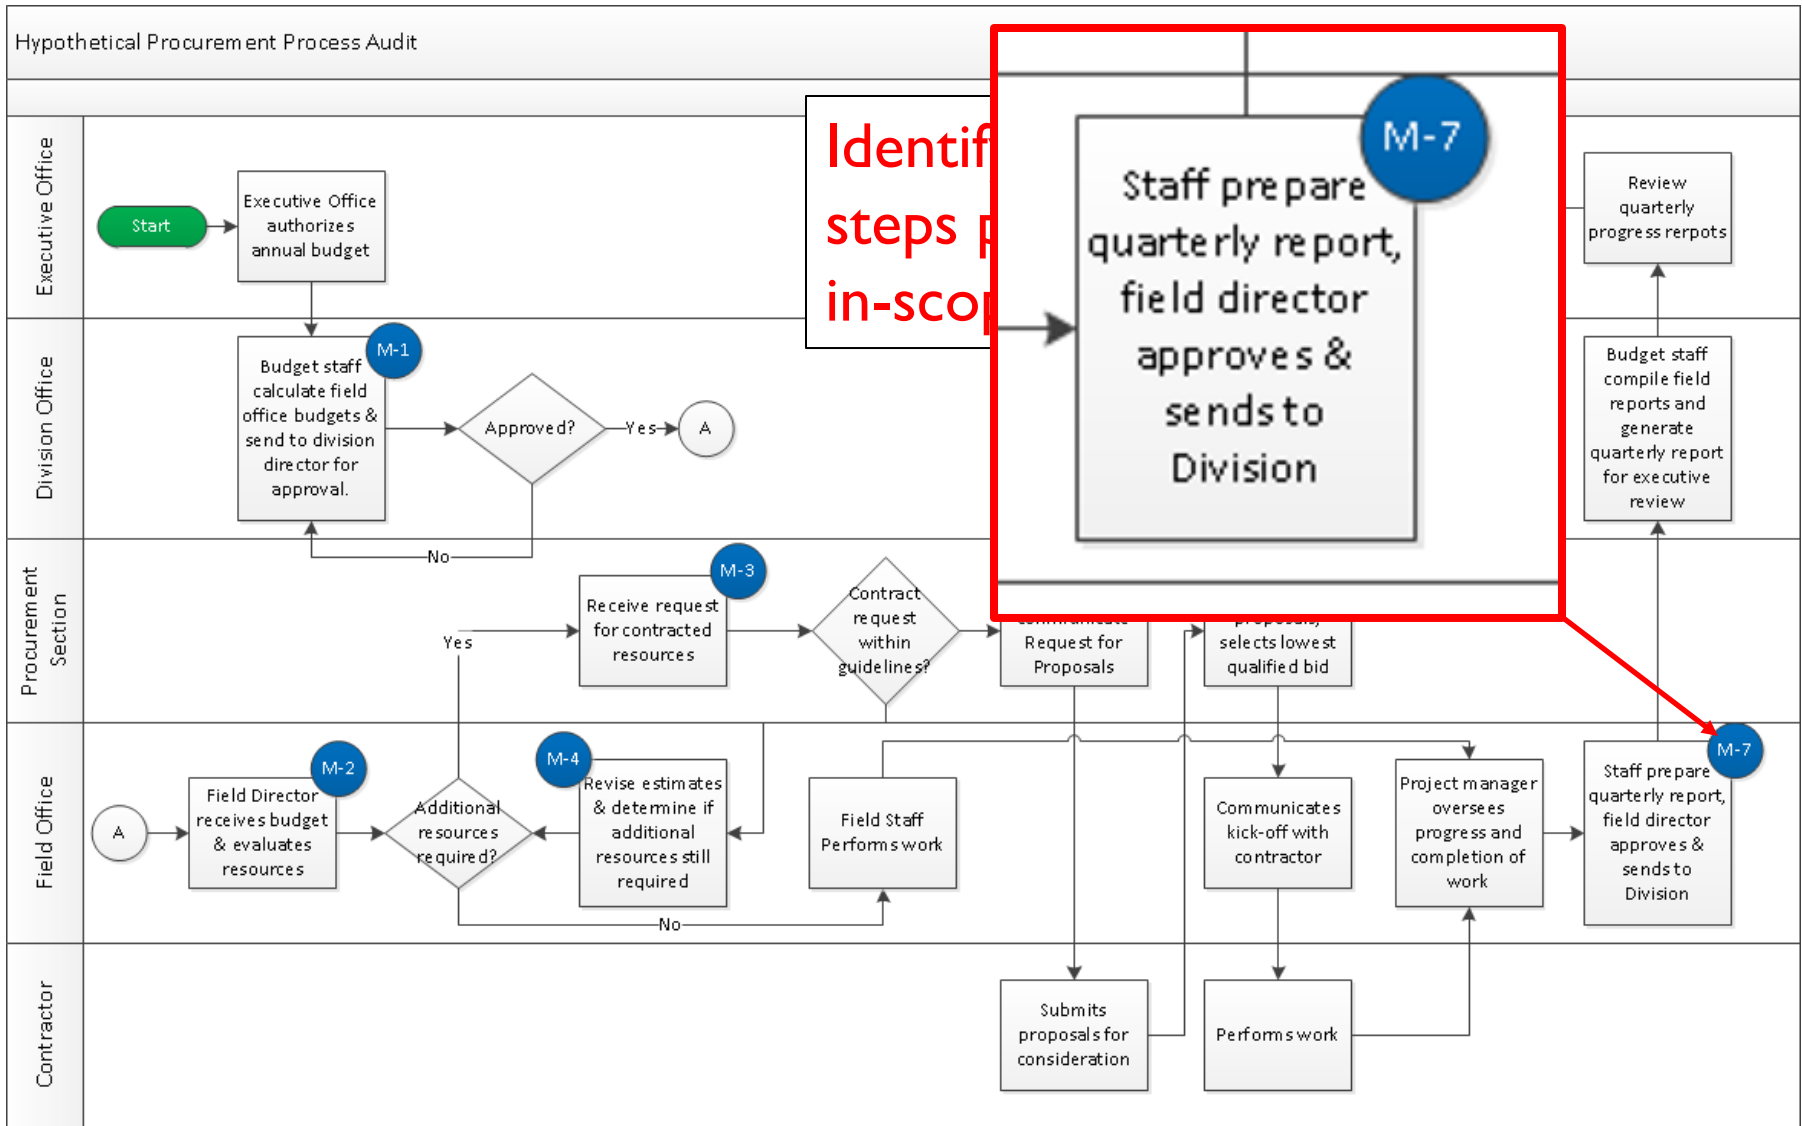 Hypothetical Procurement Process Audit
Executive Office
Start
Executive Office
authorizes
annual budget
steps
M-7
Staff prepare
quarterly report,
field director
approves &
sends to
Division
Review
quarterly
progress rerpots
Division Office
Budget staff
calculate field
office budgets &
send to division
director for
approval.
M-1
Approved?
Yes
A
No
Budget staff
compile field
reports and
generate
quarterly report
for executive
review
Procurement
Section
Yes
Receive request
for contracted
resources
M-3
Contract
request
within
guidelines?
Request for
Proposals
proposals,
selects lowest
qualified bid
Field Office
A
Field Director
receives budget
& evaluates
resources
M-2
Additional
resources
required?
No
M-4
Revise estimates
& determine if
additional
resources still
required
Field Staff
Performs work
Communicates
kick-off with
contractor
Project manager
oversees
progress and
completion of
work
M-7
Staff prepare
quarterly report,
field director
approves &
sends to
Division
Contractor
Submits
proposals for
consideration
Performs work